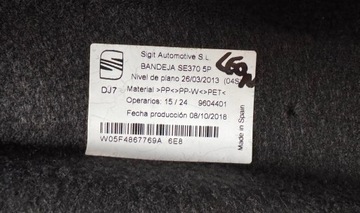 Sigit Automotive S.L.
BANDEJA SE370 5P
Nivel de plano 26/03/2013 (04S
DJ7
Material >PP<>PP-W<>PET<
Operarios: 15 / 24 9604401
Fecha producción 08/10/2018
Made in Spain
W05F4867769A 6E8